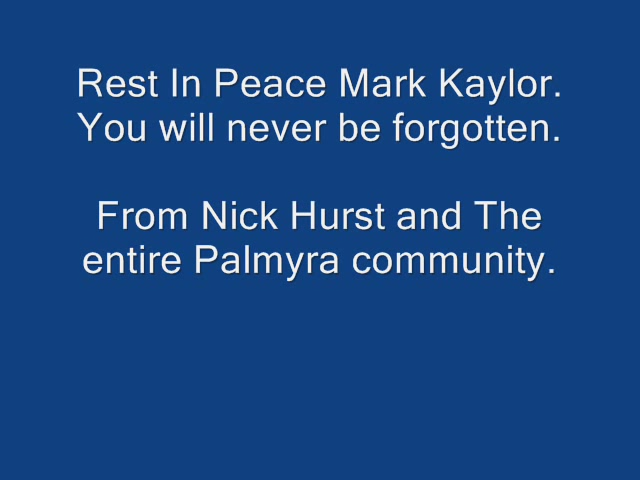 Rest In Peace Mark Kaylor.
You will never be forgotten.
From Nick Hurst and The
entire Palmyra community.